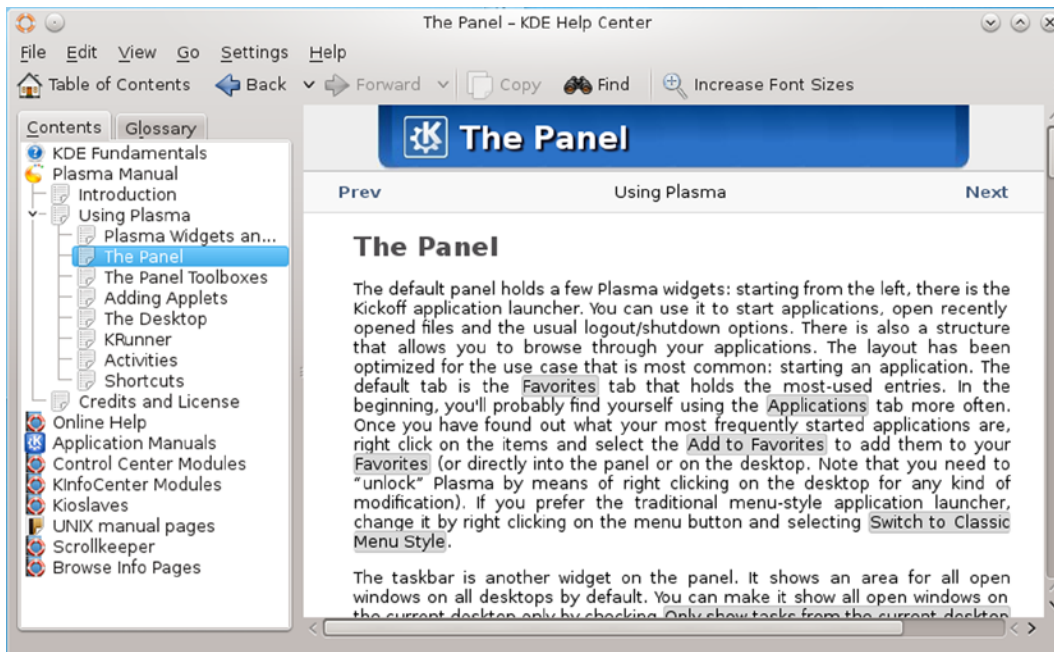 The Panel – KDE Help Center
File Edit View Go Settings Help
Table of Contents Back Forward Copy Find Increase Font Sizes
Contents Glossary
KDE Fundamentals
Plasma Manual
Introduction
Using Plasma
Plasma Widgets an...
The Panel
The Panel Toolboxes
Adding Applets
The Desktop
KRunner
Activities
Shortcuts
Credits and License
Online Help
Application Manuals
Control Center Modules
KInfoCenter Modules
Kioslaves
UNIX manual pages
Scrollkeeper
Browse Info Pages
The Panel
Prev Using Plasma Next
The Panel
The default panel holds a few Plasma widgets: starting from the left, there is the
Kickoff application launcher. You can use it to start applications, open recently
opened files and the usual logout/shutdown options. There is also a structure
that allows you to browse through your applications. The layout has been
optimized for the use case that is most common: starting an application. The
default tab is the Favorites tab that holds the most-used entries. In the
beginning, you'll probably find yourself using the Applications tab more often.
Once you have found out what your most frequently started applications are,
right click on the items and select the Add to Favorites to add them to your
Favorites (or directly into the panel or on the desktop. Note that you need to
“unlock” Plasma by means of right clicking on the desktop for any kind of
modification). If you prefer the traditional menu-style application launcher,
change it by right clicking on the menu button and selecting Switch to Classic
Menu Style.
The taskbar is another widget on the panel. It shows an area for all open
windows on all desktops by default. You can make it show all open windows on
the current desktop only by checking Only show tasks from the current desktop